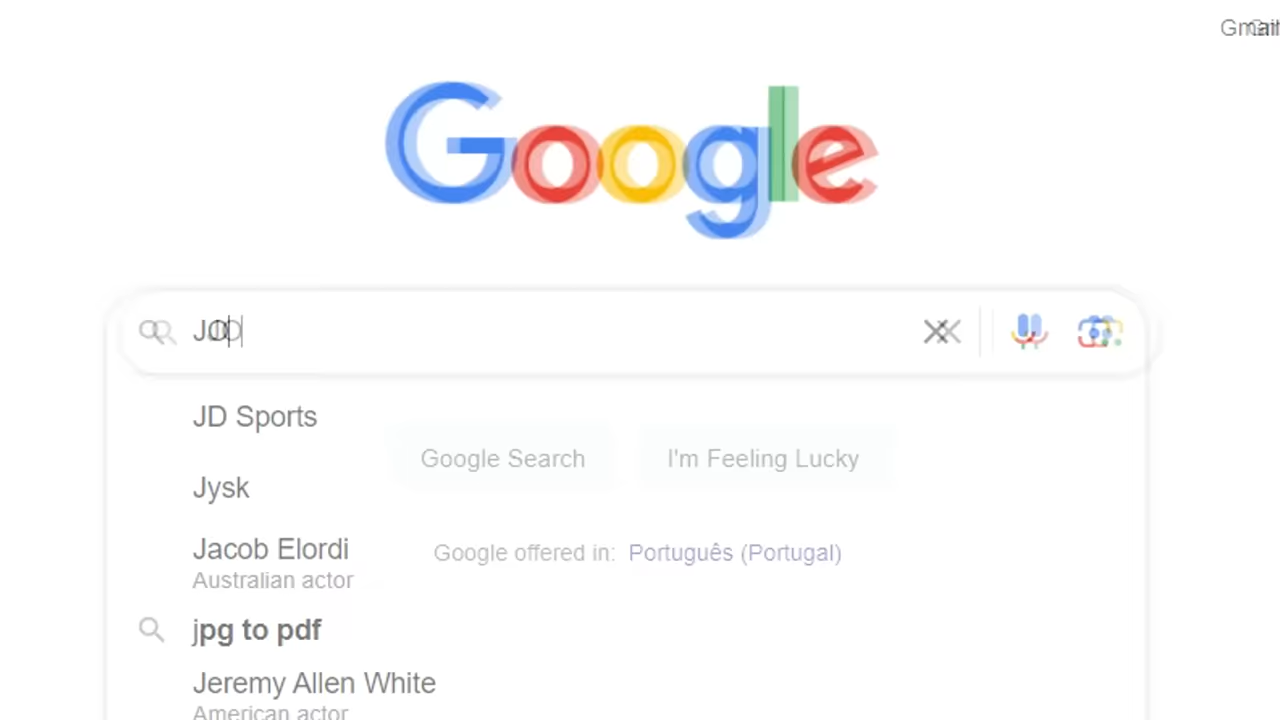 Google
JD Sports
Google Search
I'm Feeling Lucky
Jysk
Jacob Elordi
Google offered in: Português (Portugal)
Australian actor
jpg to pdf
Jeremy Allen White
American actor